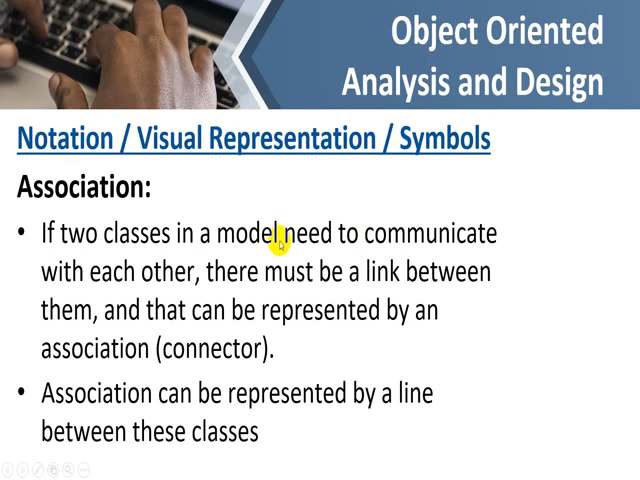 Object Oriented
Analysis and Design
Notation / Visual Representation / Symbols
Association:
• If two classes in a model need to communicate
with each other, there must be a link between
them, and that can be represented by an
association (connector).
• Association can be represented by a line
between these classes